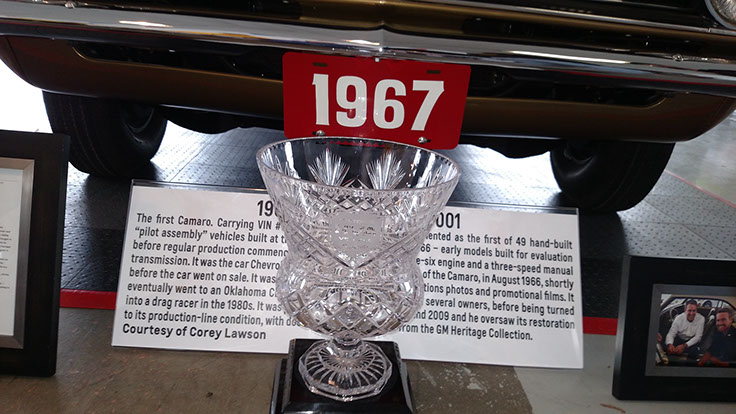 1967
19 001
The first Camaro. Carrying VIN # ented as the first of 49 hand-built
"pilot assembly" vehicles built at th 66 – early models built for evaluation
before regular production commenc e-six engine and a three-speed manual
transmission. It was the car Chevro of the Camaro, in August 1966, shortly
before the car went on sale. It was tions photos and promotional films. It
eventually went to an Oklahoma C several owners, before being turned
into a drag racer in the 1980s. It wa and 2009 and he oversaw its restoration
to its production-line condition, with do from the GM Heritage Collection.
Courtesy of Corey Lawson